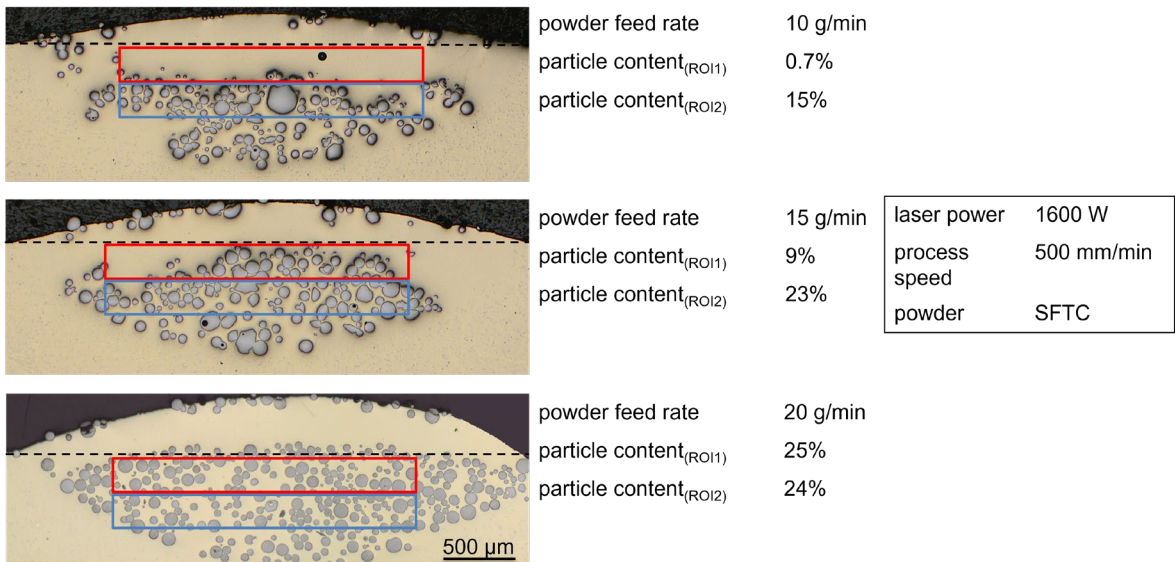 powder feed rate 10 g/min
particle content(ROI1) 0.7%
particle content(ROI2) 15%
powder feed rate 15 g/min
particle content(ROI1) 9%
particle content(ROI2) 23%
laser power 1600 W
process speed 500 mm/min
powder SFTC
powder feed rate 20 g/min
particle content(ROI1) 25%
particle content(ROI2) 24%
500 µm